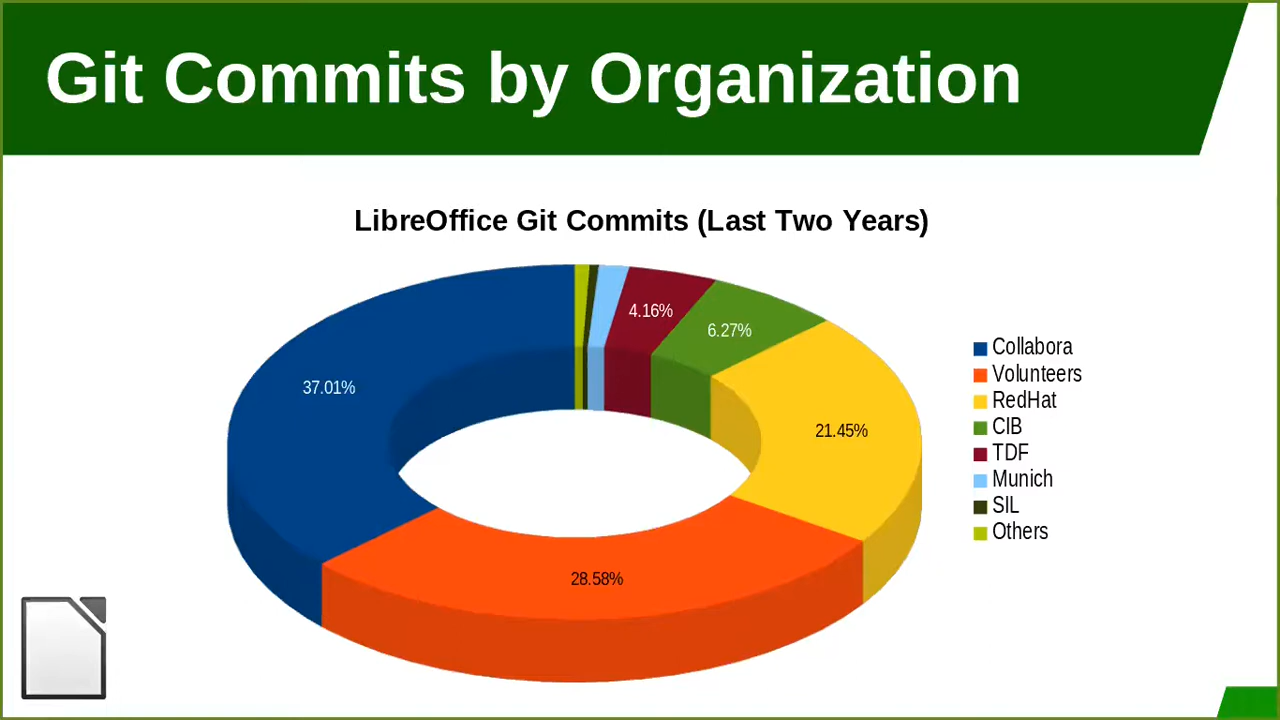 Git Commits by Organization
LibreOffice Git Commits (Last Two Years)
4.16%
6.27%
37.01%
21.45%
28.58%
Collabora
Volunteers
RedHat
CIB
TDF
Munich
SIL
Others